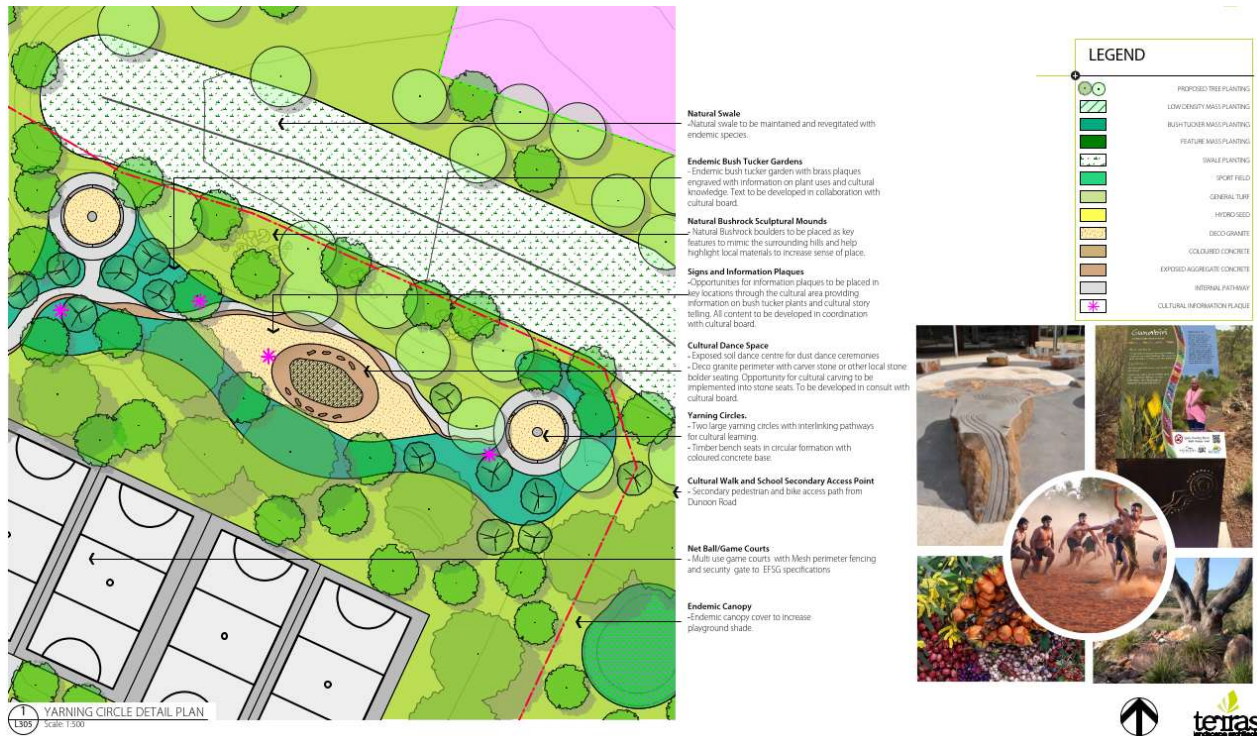 Natural Swale
-Natural swale to be maintained and revegitated with
endemic species.
Endemic Bush Tucker Gardens
- Endemic bush tucker garden with brass plaques
engraved with information on plant uses and cultural
knowledge. Text to be developed in collaboration with
cultural board.
Natural Bushrock Sculptural Mounds
- Natural Bushrock boulders to be placed as key
features to mimic the surrounding hills and help
highlight local materials to increase sense of place.
Signs and Information Plaques
-Opportunities for information plaques to be placed in
key locations through the cultural area providing
information on bush tucker plants and cultural story
telling. All content to be developed in coordination
with cultural board.
Cultural Dance Space
- Exposed soil dance centre for dust dance ceremonies
- Deco granite perimeter with carver stone or other local stone
bolder seating. Opportunity for cultural carving to be
implemented into stone seats. To be developed in consult with
cultural board.
Yarning Circles.
- Two large yarning circles with interlinking pathways
for cultural learning.
- Timber bench seats in circular formation with
coloured concrete base.
Cultural Walk and School Secondary Access Point
- Secondary pedestrian and bike access path from
Dunoon Road
Net Ball/Game Courts
- Multi use game courts with Mesh perimeter fencing
and security gate to EFSG specifications
Endemic Canopy
-Endemic canopy cover to increase
playground shade.
LEGEND
PROPOSED TREE PLANTING
LOW DENSITY MASS PLANTING
BUSH TUCKER MASS PLANTING
FEATURE MASS PLANTING
SWALE PLANTING
SPORT FIELD
GENERAL TURF
HYDRO-SEED
DECO-GRANITE
COLOURED CONCRETE
EXPOSED AGGREGATE CONCRETE
INTERNAL PATHWAY
CULTURAL INFORMATION PLAQUE
1
L305
YARNING CIRCLE DETAIL PLAN
Scale: 1:500
terras